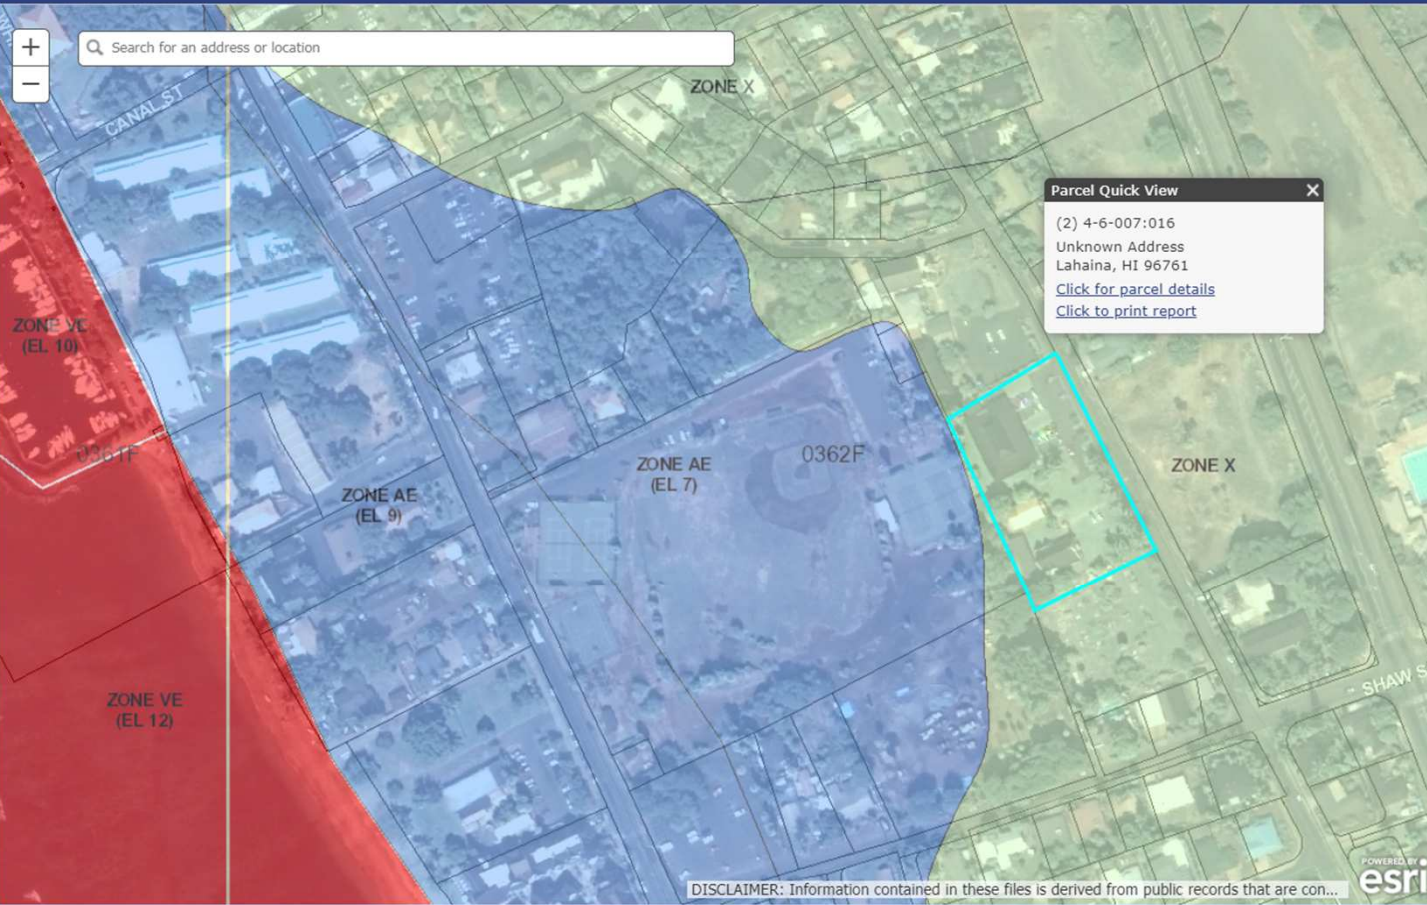 +
Search for an address or location
−
CANAL ST
ZONE X
Parcel Quick View
(2) 4-6-007:016
Unknown Address
Lahaina, HI 96761
Click for parcel details
Click to print report
ZONE VE
(EL 10)
0361F
ZONE AE
(EL 9)
ZONE AE
(EL 7)
0362F
ZONE X
SHAW S
ZONE VE
(EL 12)
DISCLAIMER: Information contained in these files is derived from public records that are con...
POWERED BY
esri